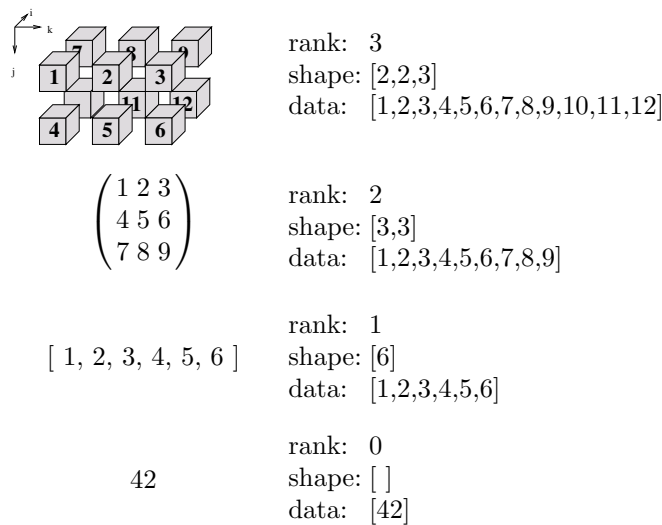 i
k
j
7 8 9
1 2 3
11 12
4 5 6
rank: 3
shape: [2,2,3]
data: [1,2,3,4,5,6,7,8,9,10,11,12]
1 2 3
4 5 6
7 8 9
rank: 2
shape: [3,3]
data: [1,2,3,4,5,6,7,8,9]
[ 1, 2, 3, 4, 5, 6 ]
rank: 1
shape: [6]
data: [1,2,3,4,5,6]
42
rank: 0
shape: [ ]
data: [42]